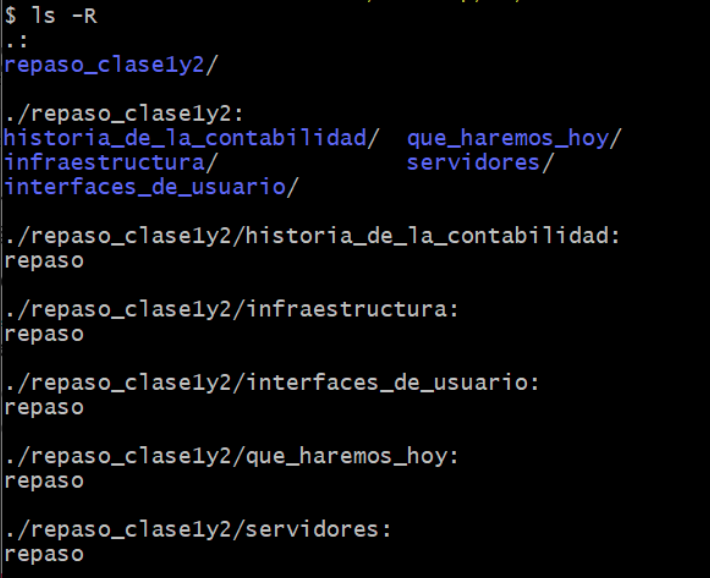 $ ls -R
.:
repaso_clase1y2/
./repaso_clase1y2:
historia_de_la_contabilidad/  que_haremos_hoy/
infraestructura/              servidores/
interfaces_de_usuario/
./repaso_clase1y2/historia_de_la_contabilidad:
repaso
./repaso_clase1y2/infraestructura:
repaso
./repaso_clase1y2/interfaces_de_usuario:
repaso
./repaso_clase1y2/que_haremos_hoy:
repaso
./repaso_clase1y2/servidores:
repaso